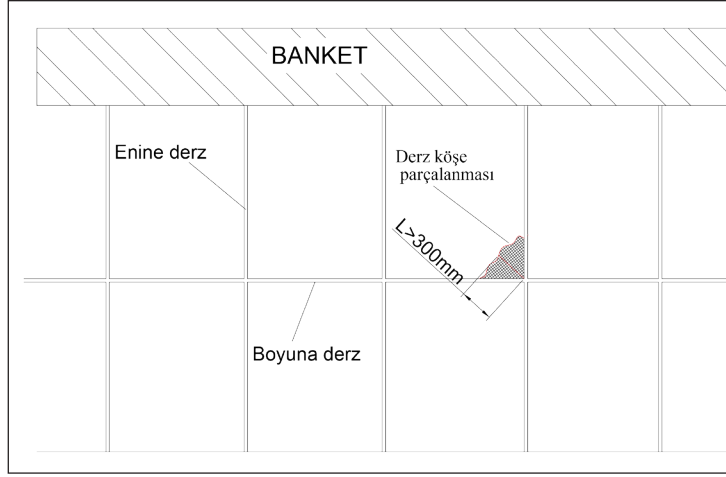 BANKET
Enine derz
Derz köşe
parçalanması
L>300mm
Boyuna derz